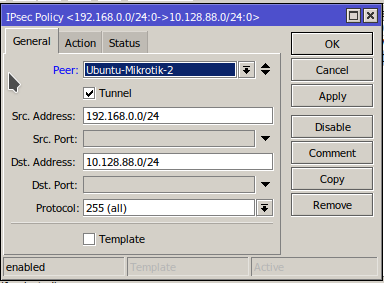 IPsec Policy <192.168.0.0/24:0->10.128.88.0/24:0>
General Action Status
Peer: Ubuntu-Mikrotik-2
Tunnel
Src. Address: 192.168.0.0/24
Src. Port:
Dst. Address: 10.128.88.0/24
Dst. Port:
Protocol: 255 (all)
Template
OK
Cancel
Apply
Disable
Comment
Copy
Remove
enabled Template Active